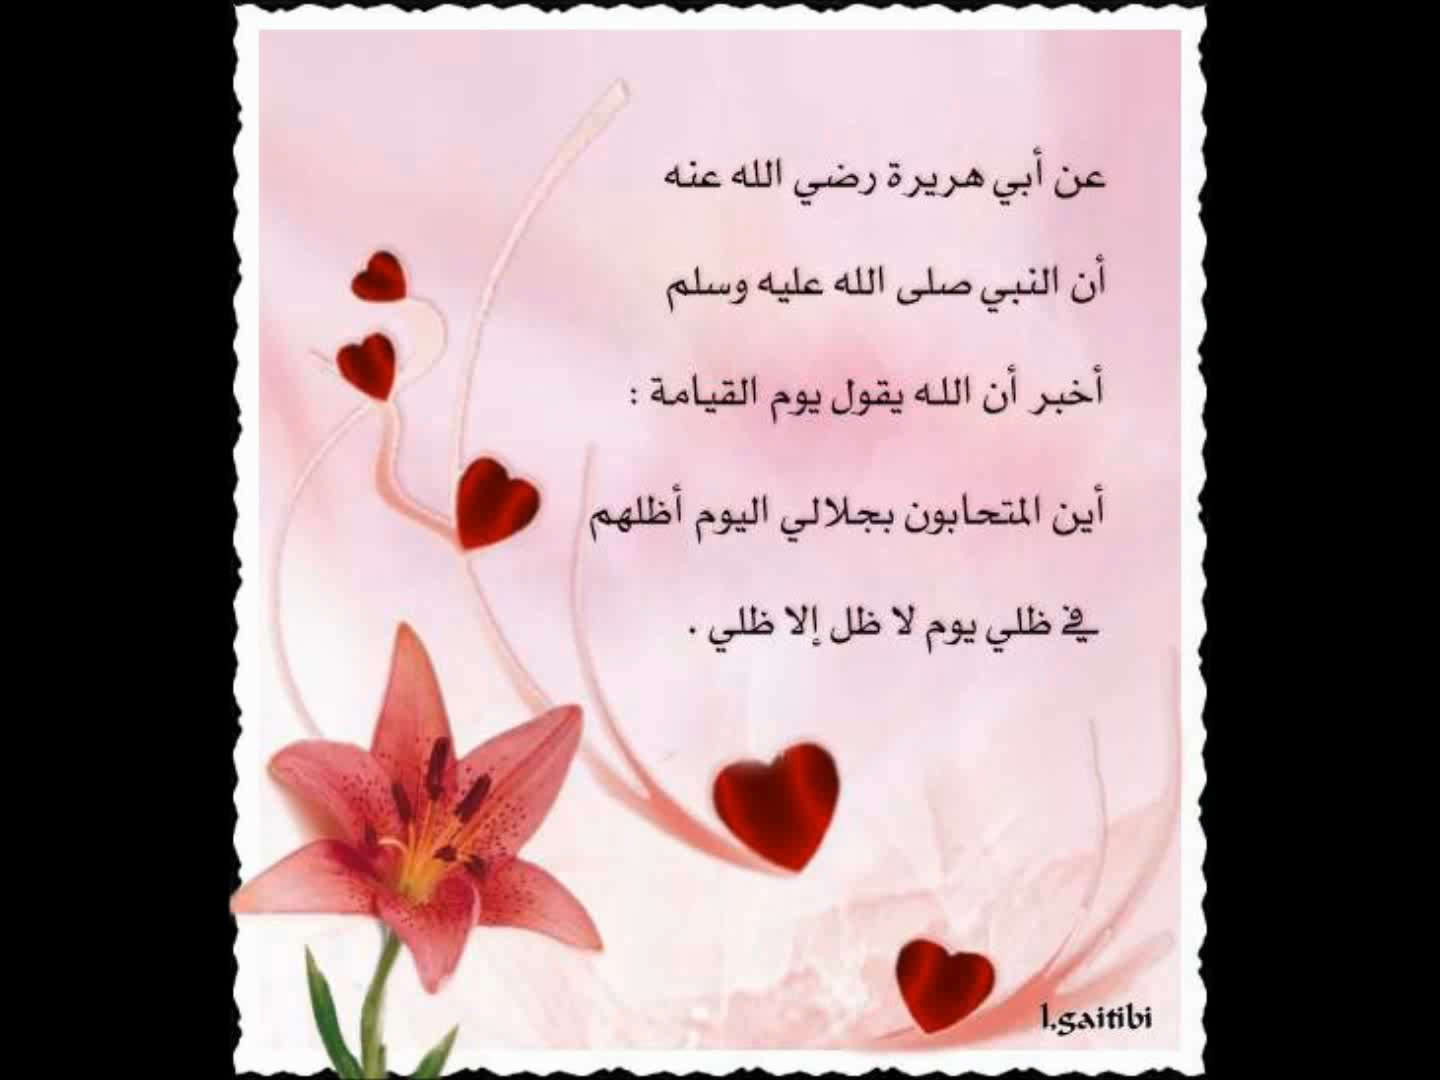 عن أبي هريرة رضي الله عنه
أن النبي صلى الله عليه وسلم
أخبر أن الله يقول يوم القيامة :
أين المتحابون بجلالي اليوم أظلهم
في ظلي يوم لا ظل إلا ظلي .
l.gaitibi